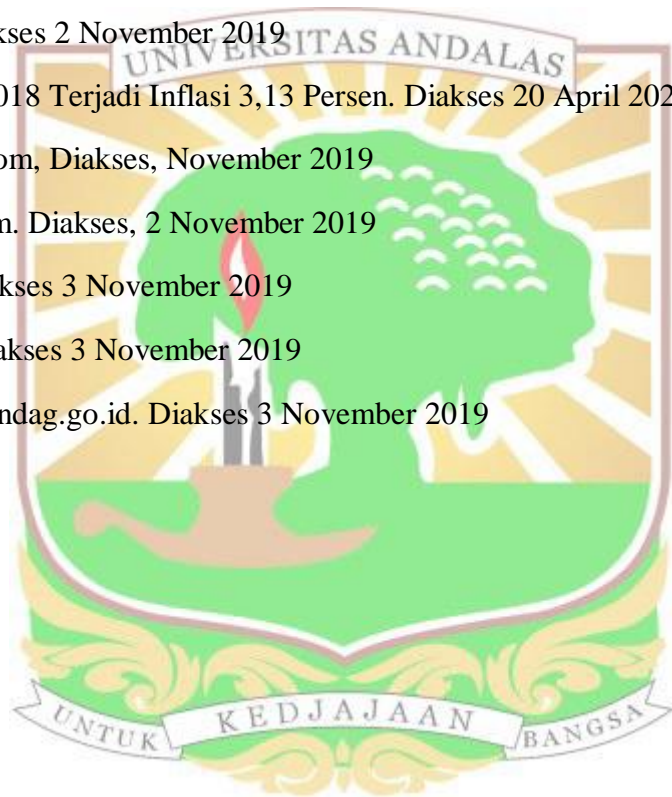 kses 2 November 2019
UNIVERSITAS ANDALAS
018 Terjadi Inflasi 3,13 Persen. Diakses 20 April 202
om, Diakses, November 2019
m. Diakses, 2 November 2019
kses 3 November 2019
akses 3 November 2019
ndag.go.id. Diakses 3 November 2019
UNTUK KEDJAJAAN BANGSA